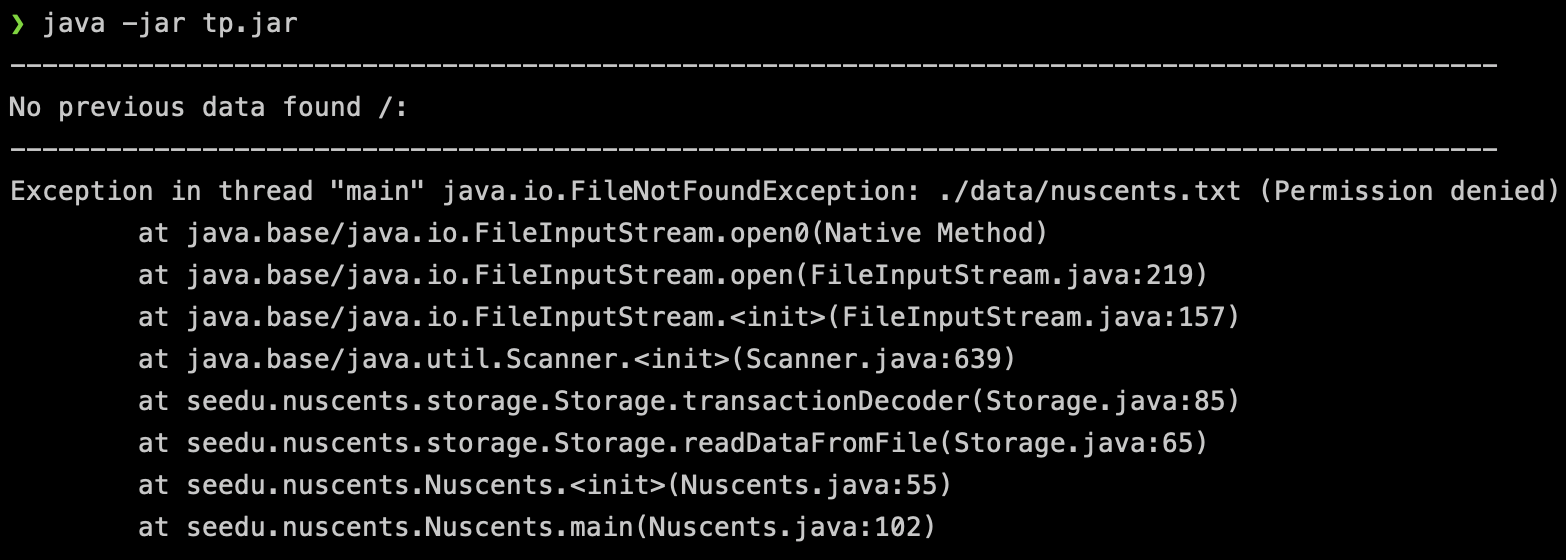 ❯ java -jar tp.jar
---------------------------------------------------------------------------------------------
No previous data found /:
---------------------------------------------------------------------------------------------
Exception in thread "main" java.io.FileNotFoundException: ./data/nuscents.txt (Permission denied)
        at java.base/java.io.FileInputStream.open0(Native Method)
        at java.base/java.io.FileInputStream.open(FileInputStream.java:219)
        at java.base/java.io.FileInputStream.<init>(FileInputStream.java:157)
        at java.base/java.util.Scanner.<init>(Scanner.java:639)
        at seedu.nuscents.storage.Storage.transactionDecoder(Storage.java:85)
        at seedu.nuscents.storage.Storage.readDataFromFile(Storage.java:65)
        at seedu.nuscents.Nuscents.<init>(Nuscents.java:55)
        at seedu.nuscents.Nuscents.main(Nuscents.java:102)